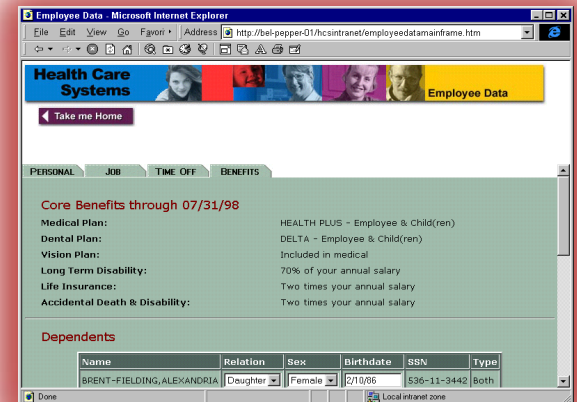 Employee Data - Microsoft Internet Explorer
File Edit View Go Favori Address http://bel-pepper-01/hcsintranet/employeedatamainframe.htm
Health Care
Systems
Employee Data
Take me Home
PERSONAL JOB TIME OFF BENEFITS
Core Benefits through 07/31/98
Medical Plan: HEALTH PLUS - Employee & Child(ren)
Dental Plan: DELTA - Employee & Child(ren)
Vision Plan: Included in medical
Long Term Disability: 70% of your annual salary
Life Insurance: Two times your annual salary
Accidental Death & Disability: Two times your annual salary
Dependents
Name Relation Sex Birthdate SSN Type
BRENT-FIELDING,ALEXANDRIA Daughter Female 2/10/86 536-11-3442 Both
Done Local intranet zone